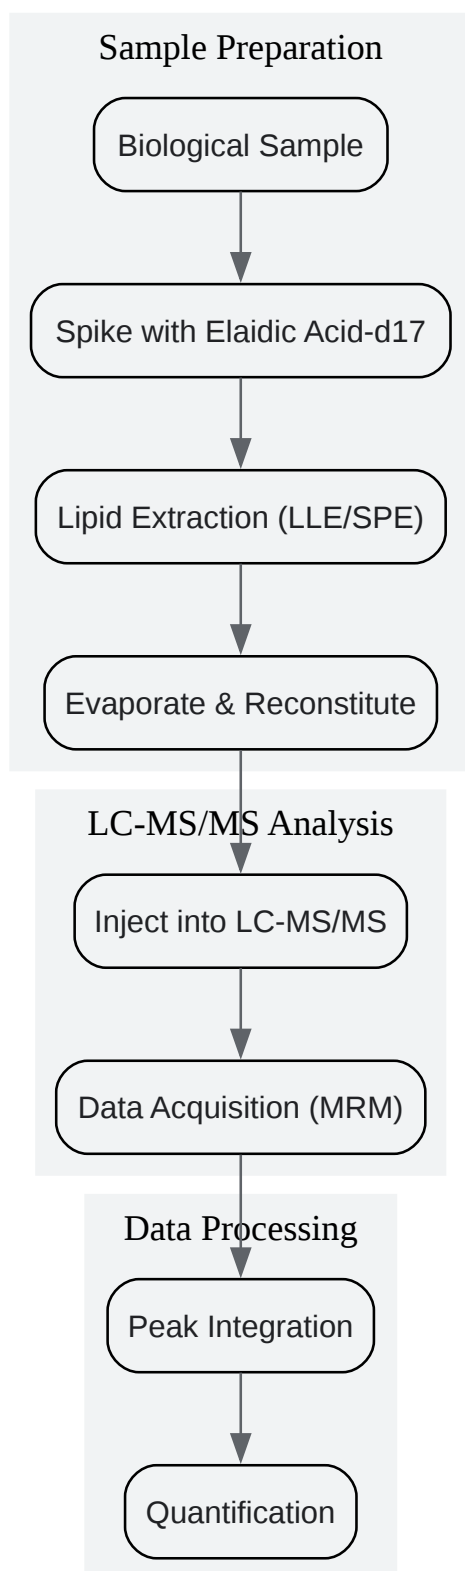 Sample Preparation
Biological Sample
Spike with Elaidic Acid-d17
Lipid Extraction (LLE/SPE)
Evaporate & Reconstitute
LC-MS/MS Analysis
Inject into LC-MS/MS
Data Acquisition (MRM)
Data Processing
Peak Integration
Quantification